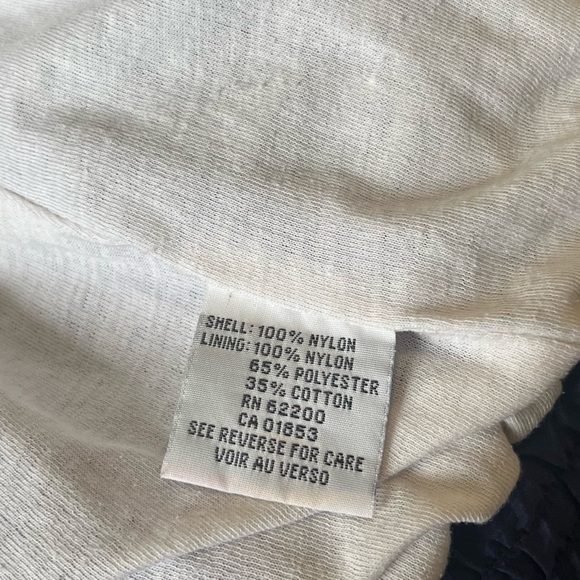 SHELL: 100% NYLON
LINING: 100% NYLON
65% POLYESTER
35% COTTON
RN 62200
CA 01853
SEE REVERSE FOR CARE
VOIR AU VERSO